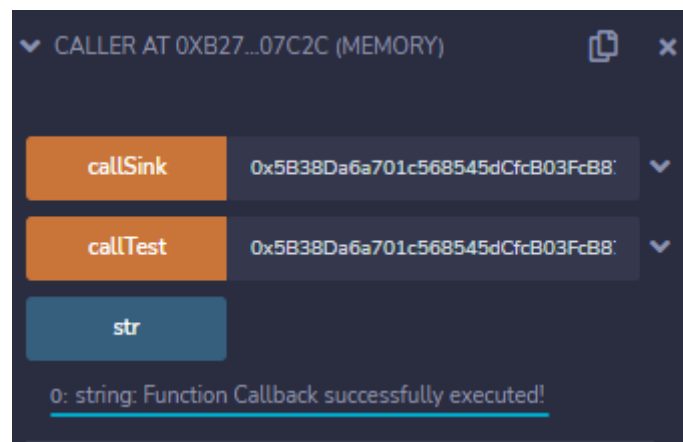 CALLER AT 0XB27...07C2C (MEMORY)
callSink 0x5B38Da6a701c568545dCfcB03FcB8
callTest 0x5B38Da6a701c568545dCfcB03FcB8
str
0: string: Function Callback successfully executed!